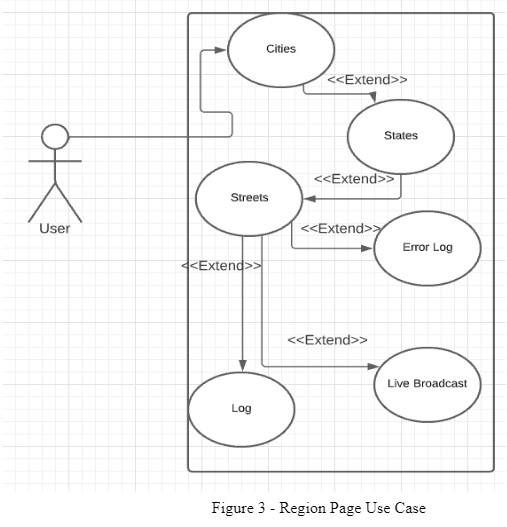 Cities
<<Extend>>
States
<<Extend>>
Streets
User
<<Extend>>
Error Log
<<Extend>>
<<Extend>>
Live Broadcast
Log
Figure 3 - Region Page Use Case